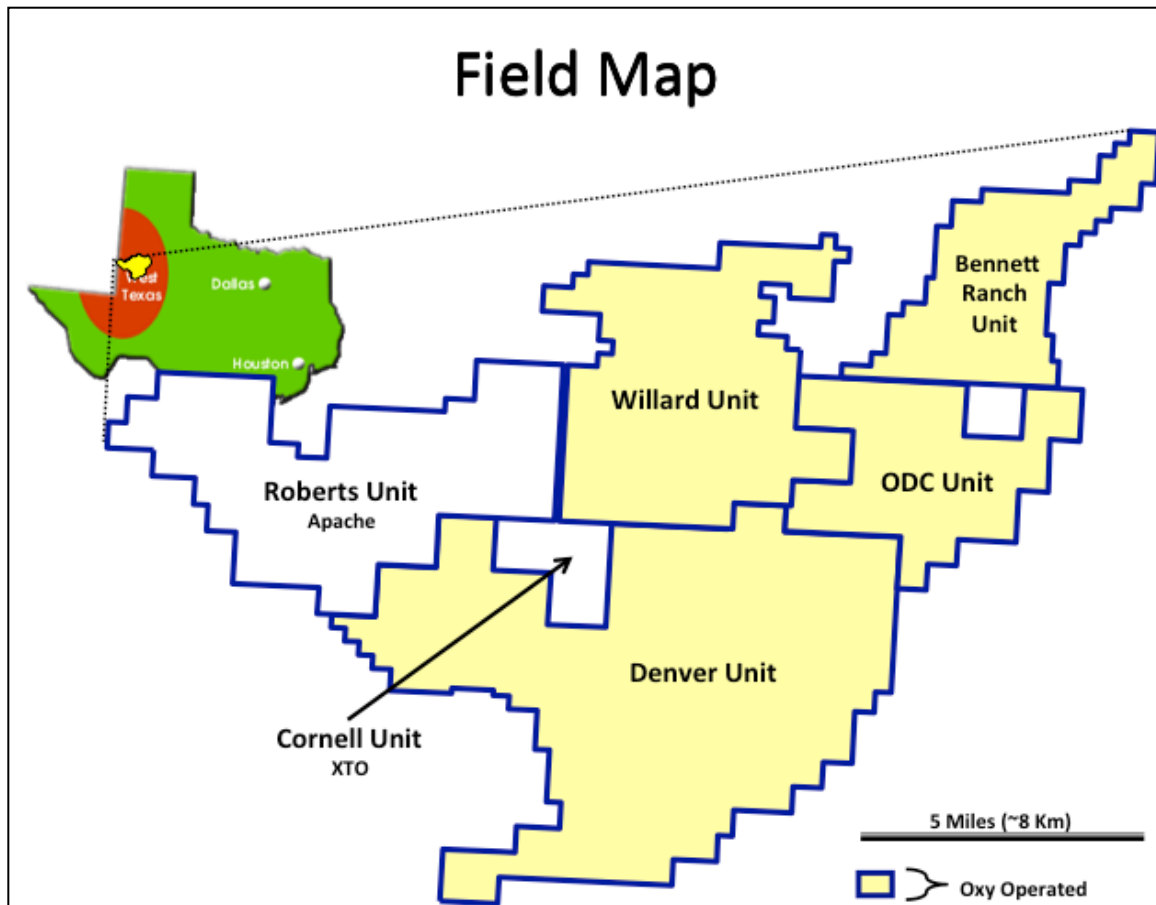 Field Map
West
Texas
Dallas
Houston
Bennett
Ranch
Unit
Willard Unit
ODC Unit
Roberts Unit
Apache
Denver Unit
Cornell Unit
XTO
5 Miles (~8 Km)
Oxy Operated